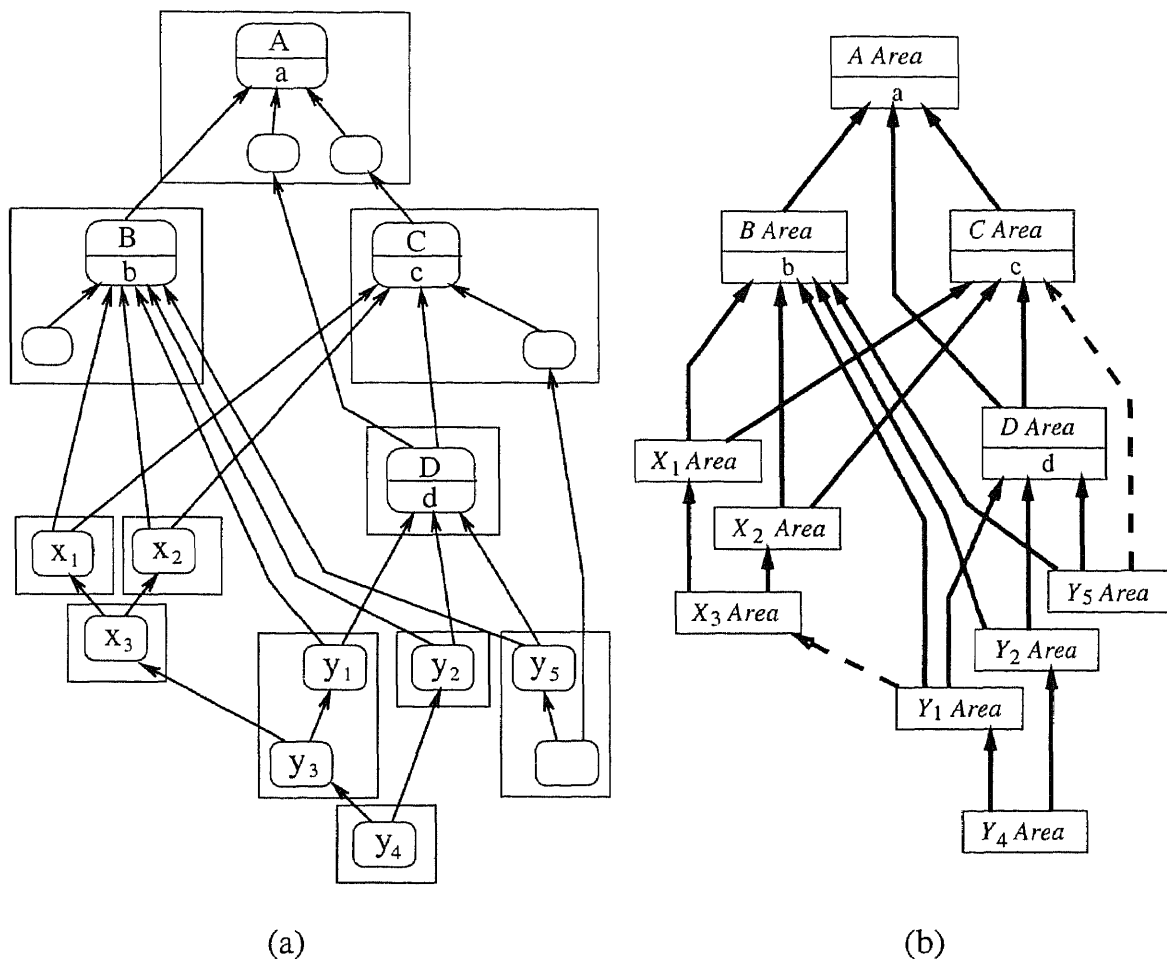 A
a
B
b
C
c
D
d
x₁
x₂
x₃
y₁
y₂
y₅
y₃
y₄
(a)
A Area
a
B Area
b
C Area
c
D Area
d
X₁ Area
X₂ Area
X₃ Area
Y₅ Area
Y₂ Area
Y₁ Area
Y₄ Area
(b)